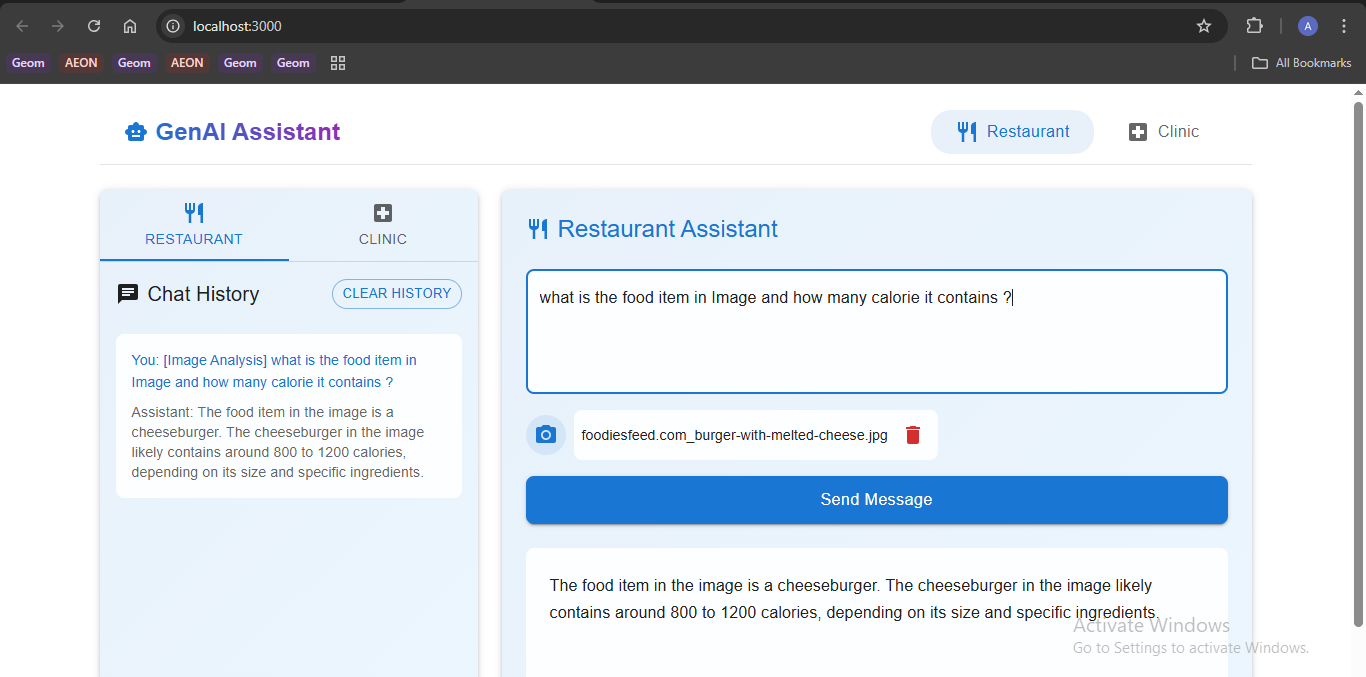 localhost:3000
A
Geom AEON Geom AEON Geom Geom
All Bookmarks
GenAI Assistant
Restaurant
Clinic
RESTAURANT
CLINIC
Chat History
CLEAR HISTORY
You: [Image Analysis] what is the food item in
Image and how many calorie it contains ?
Assistant: The food item in the image is a
cheeseburger. The cheeseburger in the image
likely contains around 800 to 1200 calories,
depending on its size and specific ingredients.
Restaurant Assistant
what is the food item in Image and how many calorie it contains ?
foodiesfeed.com_burger-with-melted-cheese.jpg
Send Message
The food item in the image is a cheeseburger. The cheeseburger in the image likely
contains around 800 to 1200 calories, depending on its size and specific ingredients.
Activate Windows
Go to Settings to activate Windows.